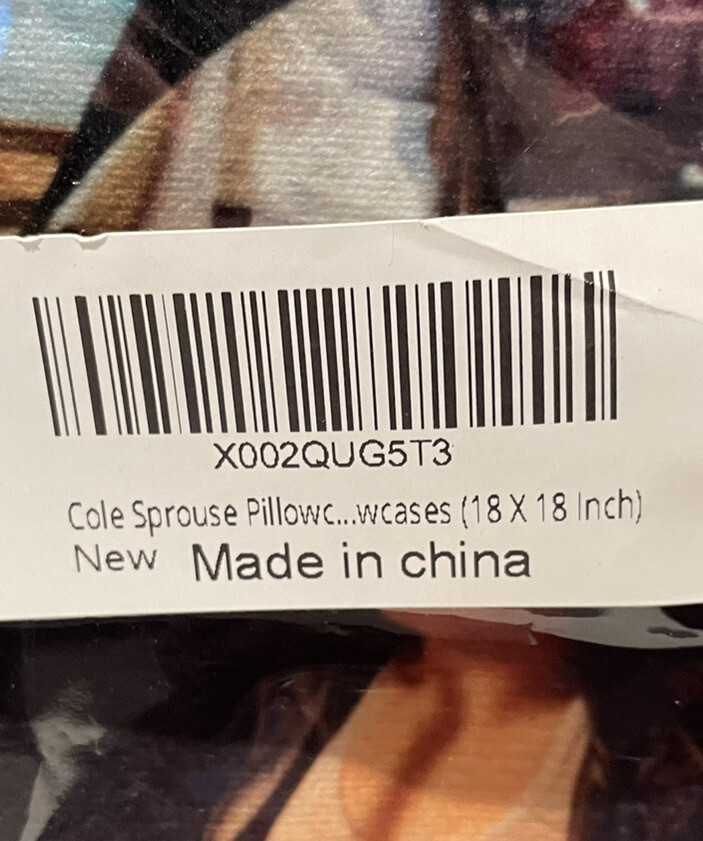 X002QUG5T3
Cole Sprouse Pillowc...wcases (18 X 18 Inch)
New Made in china